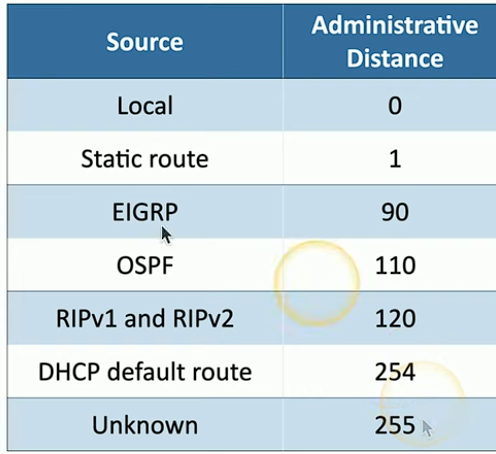 Source Administrative Distance
Local 0
Static route 1
EIGRP 90
OSPF 110
RIPv1 and RIPv2 120
DHCP default route 254
Unknown 255